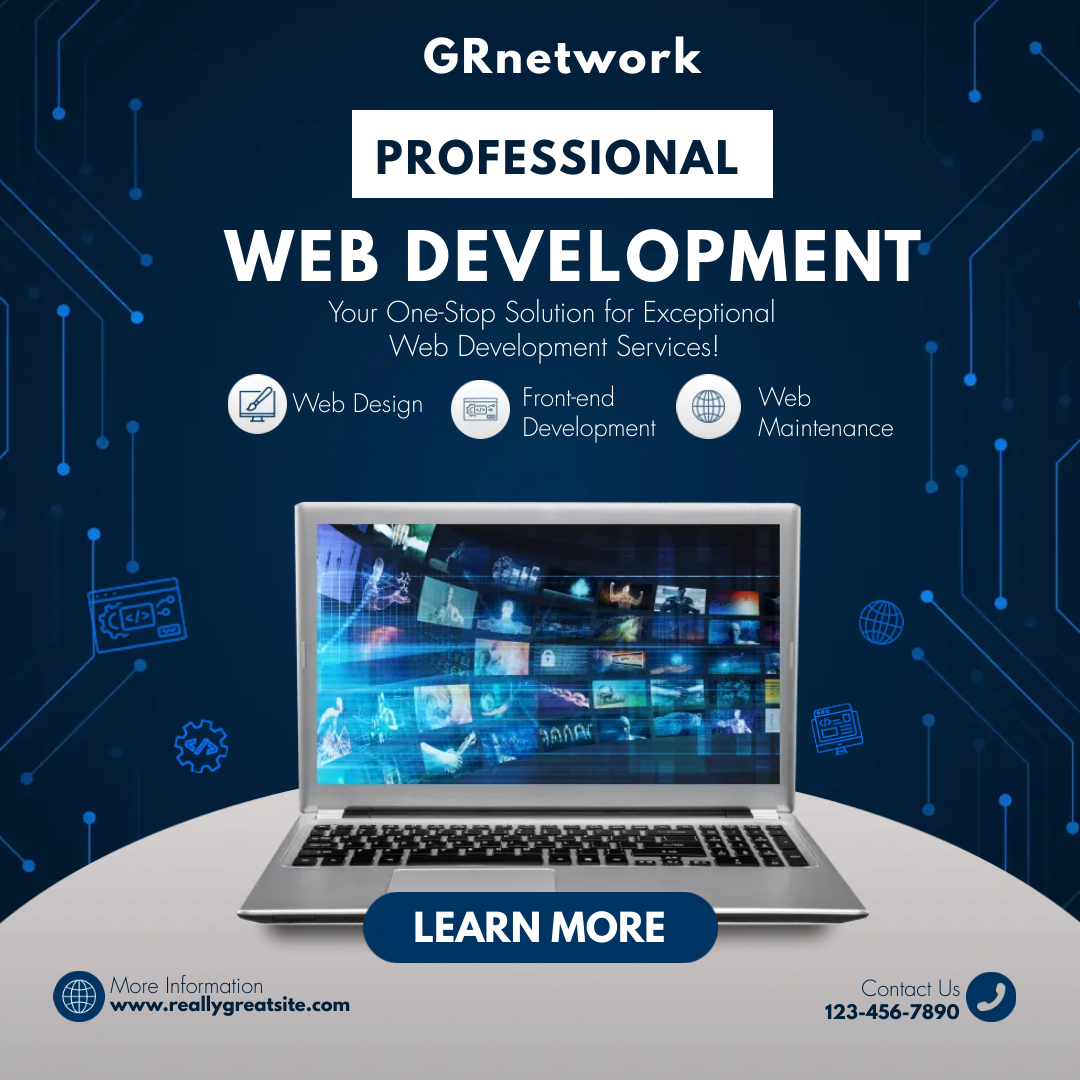 GRnetwork
PROFESSIONAL
WEB DEVELOPMENT
Your One-Stop Solution for Exceptional
Web Development Services!
Web Design
Front-end
Development
Web
Maintenance
LEARN MORE
More Information
www.reallygreatsite.com
Contact Us
123-456-7890